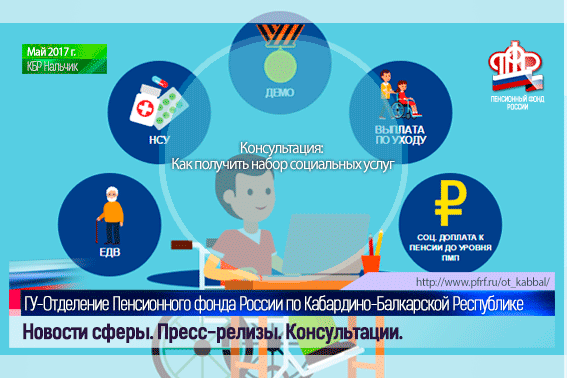 Май 2017 г.
КБР Нальчик
ДЕМО
ПЕНСИОННЫЙ ФОНД
РОССИИ
НСУ
ВЫПЛАТА
ПО УХОДУ
Консультация:
Как получить набор социальных услуг
ЕДВ
СОЦ. ДОПЛАТА К
ПЕНСИИ ДО УРОВНЯ
ПМП
http://www.pfrf.ru/ot_kabbal/
ГУ-Отделение Пенсионного фонда России по Кабардино-Балкарской Республике
Новости сферы. Пресс-релизы. Консультации.